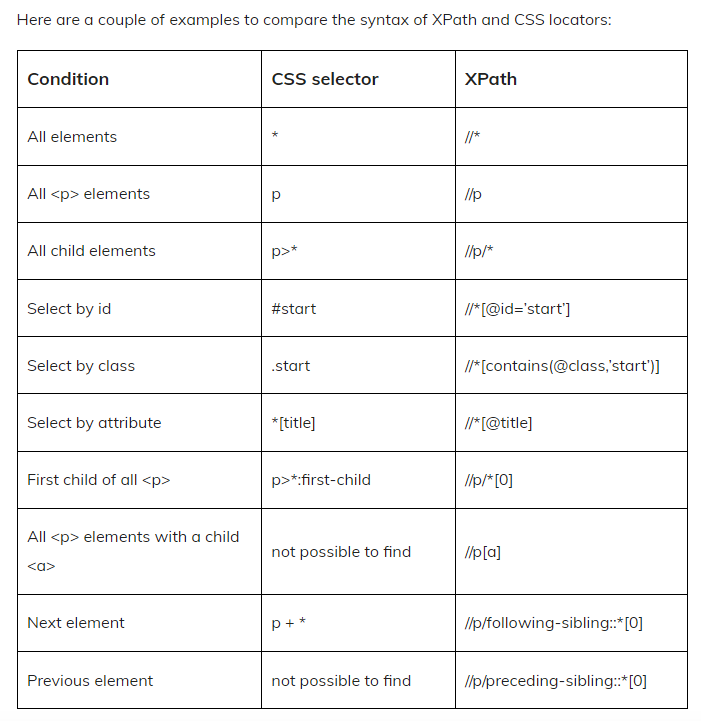 Here are a couple of examples to compare the syntax of XPath and CSS locators:
Condition CSS selector XPath
All elements * //*
All <p> elements p //p
All child elements p>* //p/*
Select by id #start //*[@id=’start’]
Select by class .start //*[contains(@class,’start’)]
Select by attribute *[title] //*[@title]
First child of all <p> p>*:first-child //p/*[0]
All <p> elements with a child
<a> not possible to find //p[a]
Next element p + * //p/following-sibling::*[0]
Previous element not possible to find //p/preceding-sibling::*[0]